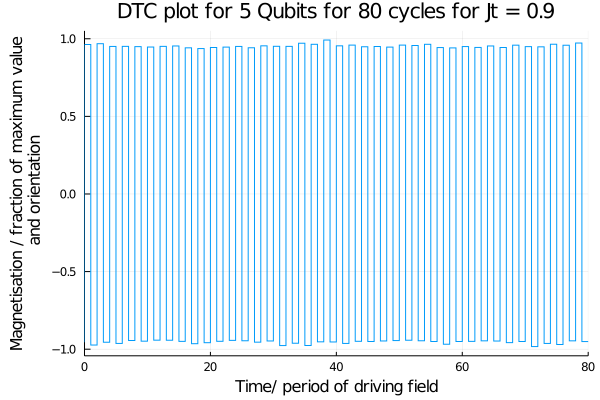 DTC plot for 5 Qubits for 80 cycles for Jt = 0.9
Magnetisation / fraction of maximum value
and orientation
1.0
0.5
0.0
−0.5
−1.0
0
20
40
60
80
Time/ period of driving field